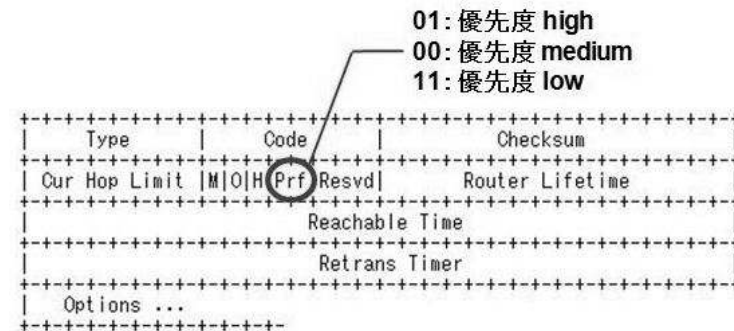 01: 優先度 high
00: 優先度 medium
11: 優先度 low
+-+-+-+-+-+-+-+-+-+-+-+-+-+-+-+-+-+-+-+-+-+-+-+-+-+-+-+-+-+-+-+-
| Type | Code | Checksum
+-+-+-+-+-+-+-+-+-+-+-+-+-+-+-+-+-+-+-+-+-+-+-+-+-+-+-+-+-+-+-+-
| Cur Hop Limit |M|O|H|Prf|Resvd| Router Lifetime
+-+-+-+-+-+-+-+-+-+-+-+-+-+-+-+-+-+-+-+-+-+-+-+-+-+-+-+-+-+-+-+-
| Reachable Time
+-+-+-+-+-+-+-+-+-+-+-+-+-+-+-+-+-+-+-+-+-+-+-+-+-+-+-+-+-+-+-+-
| Retrans Timer
+-+-+-+-+-+-+-+-+-+-+-+-+-+-+-+-+-+-+-+-+-+-+-+-+-+-+-+-+-+-+-+-
| Options ...
+-+-+-+-+-+-+-+-+-+-+-+-